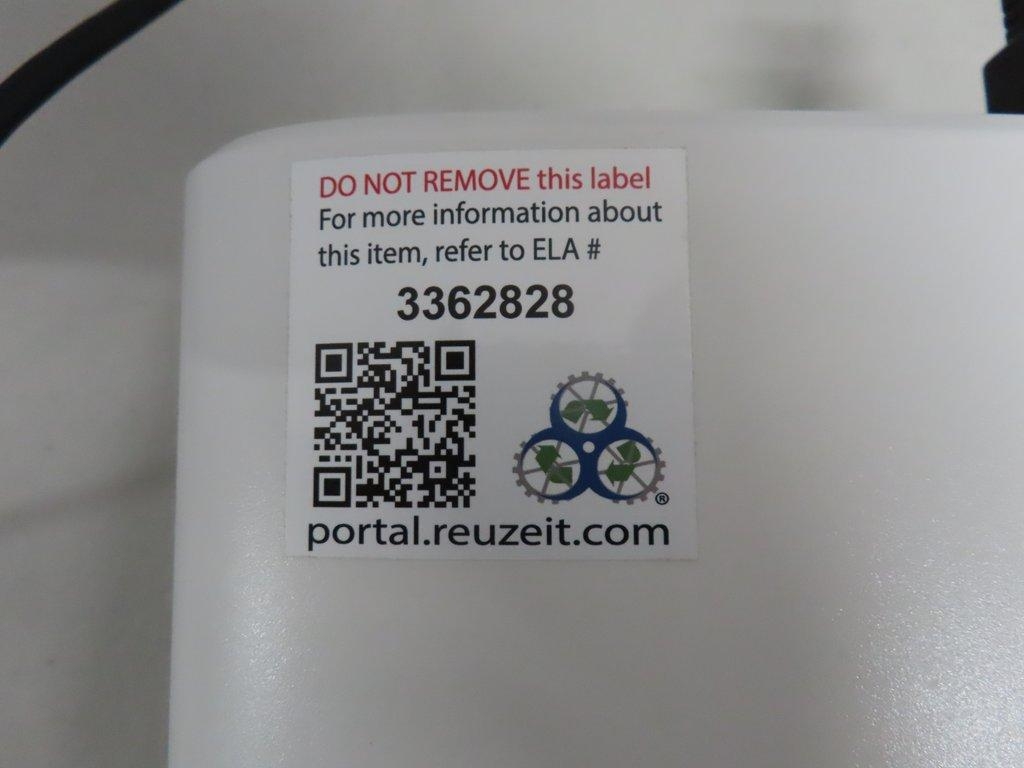 DO NOT REMOVE this label
For more information about
this item, refer to ELA #
3362828
®
portal.reuzeit.com